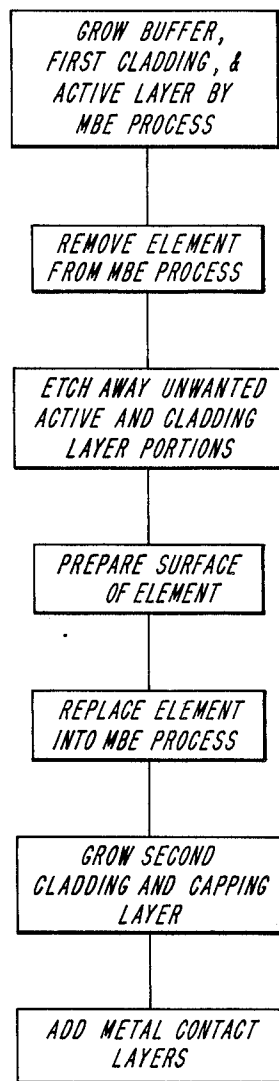 GROW BUFFER,
FIRST CLADDING, &
ACTIVE LAYER BY
MBE PROCESS
REMOVE ELEMENT
FROM MBE PROCESS
ETCH AWAY UNWANTED
ACTIVE AND CLADDING
LAYER PORTIONS
PREPARE SURFACE
OF ELEMENT
REPLACE ELEMENT
INTO MBE PROCESS
GROW SECOND
CLADDING AND CAPPING
LAYER
ADD METAL CONTACT
LAYERS